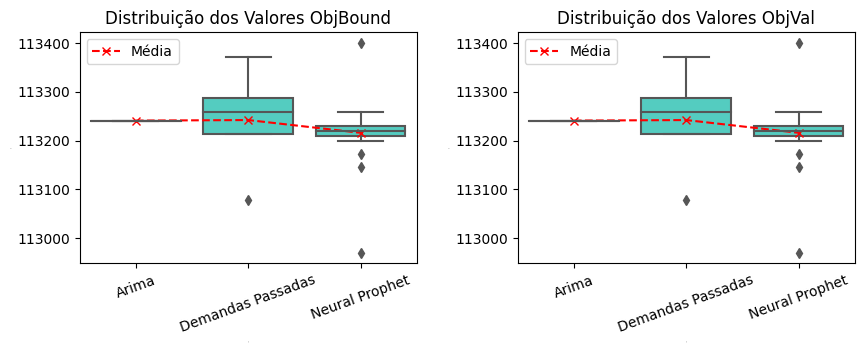 Distribuição dos Valores ObjBound
Média
113400
113300
113200
113100
113000
Arima
Demandas Passadas
Neural Prophet
Distribuição dos Valores ObjVal
Média
113400
113300
113200
113100
113000
Arima
Demandas Passadas
Neural Prophet